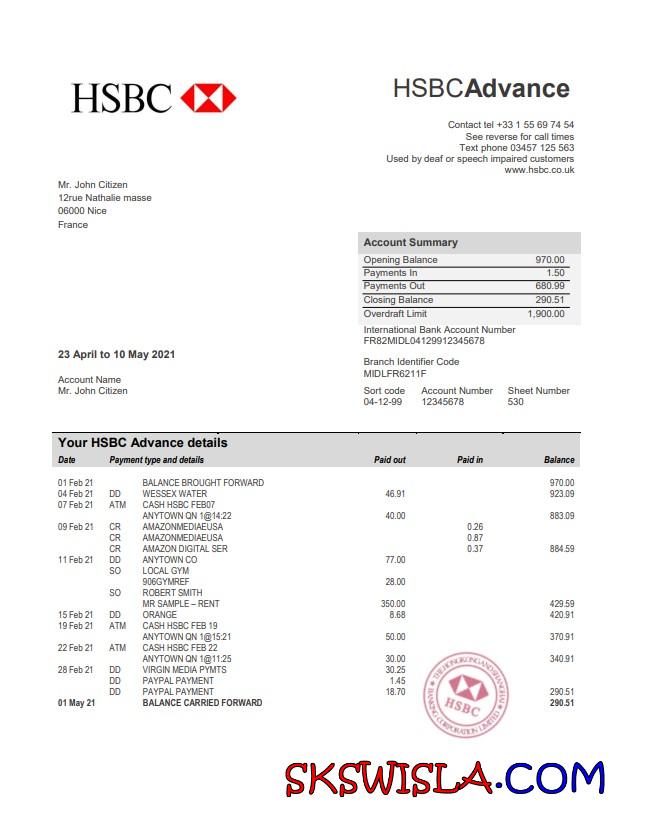 HSBC
HSBCAdvance
Contact tel +33 1 55 69 74 54
See reverse for call times
Text phone 03457 125 563
Used by deaf or speech impaired customers
www.hsbc.co.uk
Mr. John Citizen
12rue Nathalie masse
06000 Nice
France
Account Summary
Opening Balance 970.00
Payments In 1.50
Payments Out 680.99
Closing Balance 290.51
Overdraft Limit 1,900.00
International Bank Account Number
FR82MIDL04129912345678
23 April to 10 May 2021
Branch Identifier Code
MIDLFR6211F
Account Name
Mr. John Citizen
Sort code Account Number Sheet Number
04-12-99 12345678 530
Your HSBC Advance details
Date Payment type and details Paid out Paid in Balance
01 Feb 21 BALANCE BROUGHT FORWARD 970.00
04 Feb 21 DD WESSEX WATER 46.91 923.09
07 Feb 21 ATM CASH HSBC FEB07
ANYTOWN QN 1@14:22 40.00 883.09
09 Feb 21 CR AMAZONMEDIAEUSA 0.26
CR AMAZONMEDIAEUSA 0.87
CR AMAZON DIGITAL SER 0.37 884.59
11 Feb 21 DD ANYTOWN CO 77.00
SO LOCAL GYM
906GYMREF 28.00
SO ROBERT SMITH
MR SAMPLE – RENT 350.00 429.59
15 Feb 21 DD ORANGE 8.68 420.91
19 Feb 21 ATM CASH HSBC FEB 19
ANYTOWN QN 1@15:21 50.00 370.91
22 Feb 21 ATM CASH HSBC FEB 22
ANYTOWN QN 1@11:25 30.00 340.91
28 Feb 21 DD VIRGIN MEDIA PYMTS 30.25
DD PAYPAL PAYMENT 1.45
DD PAYPAL PAYMENT 18.70 290.51
01 May 21 BALANCE CARRIED FORWARD 290.51
THE HONGKONG AND SHANGHAI
BANKING CORPORATION LIMITED
HSBC
SKSWISLA.COM